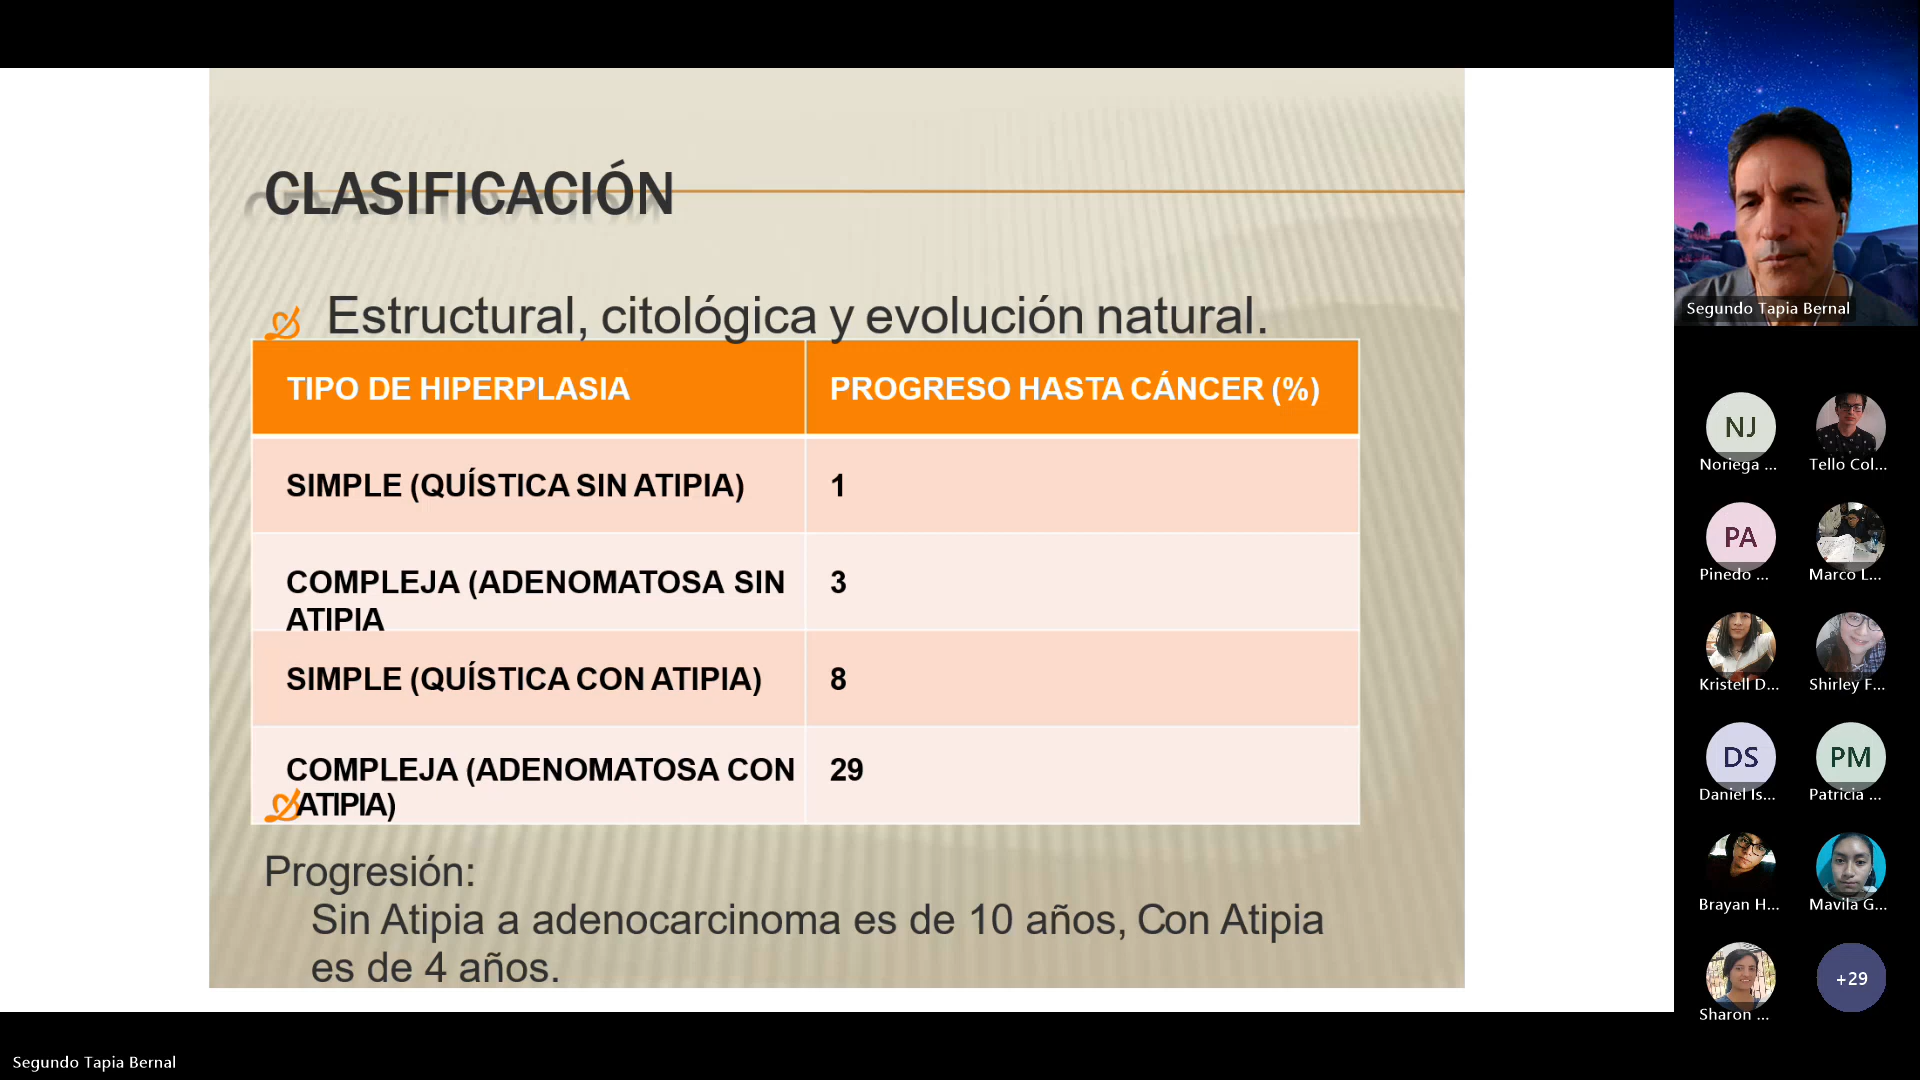 CLASIFICACIÓN
Estructural, citológica y evolución natural.
TIPO DE HIPERPLASIA
PROGRESO HASTA CÁNCER (%)
SIMPLE (QUÍSTICA SIN ATIPIA)
1
COMPLEJA (ADENOMATOSA SIN
ATIPIA
3
SIMPLE (QUÍSTICA CON ATIPIA)
8
COMPLEJA (ADENOMATOSA CON
ATIPIA)
29
Progresión:
Sin Atipia a adenocarcinoma es de 10 años, Con Atipia
es de 4 años.
Segundo Tapia Bernal
NJ
Noriega ...
Tello Col...
PA
Pinedo ...
Marco L...
Kristell D...
Shirley F...
DS
Daniel Is...
PM
Patricia ...
Brayan H...
Mavila G...
Sharon ...
+29
Segundo Tapia Bernal